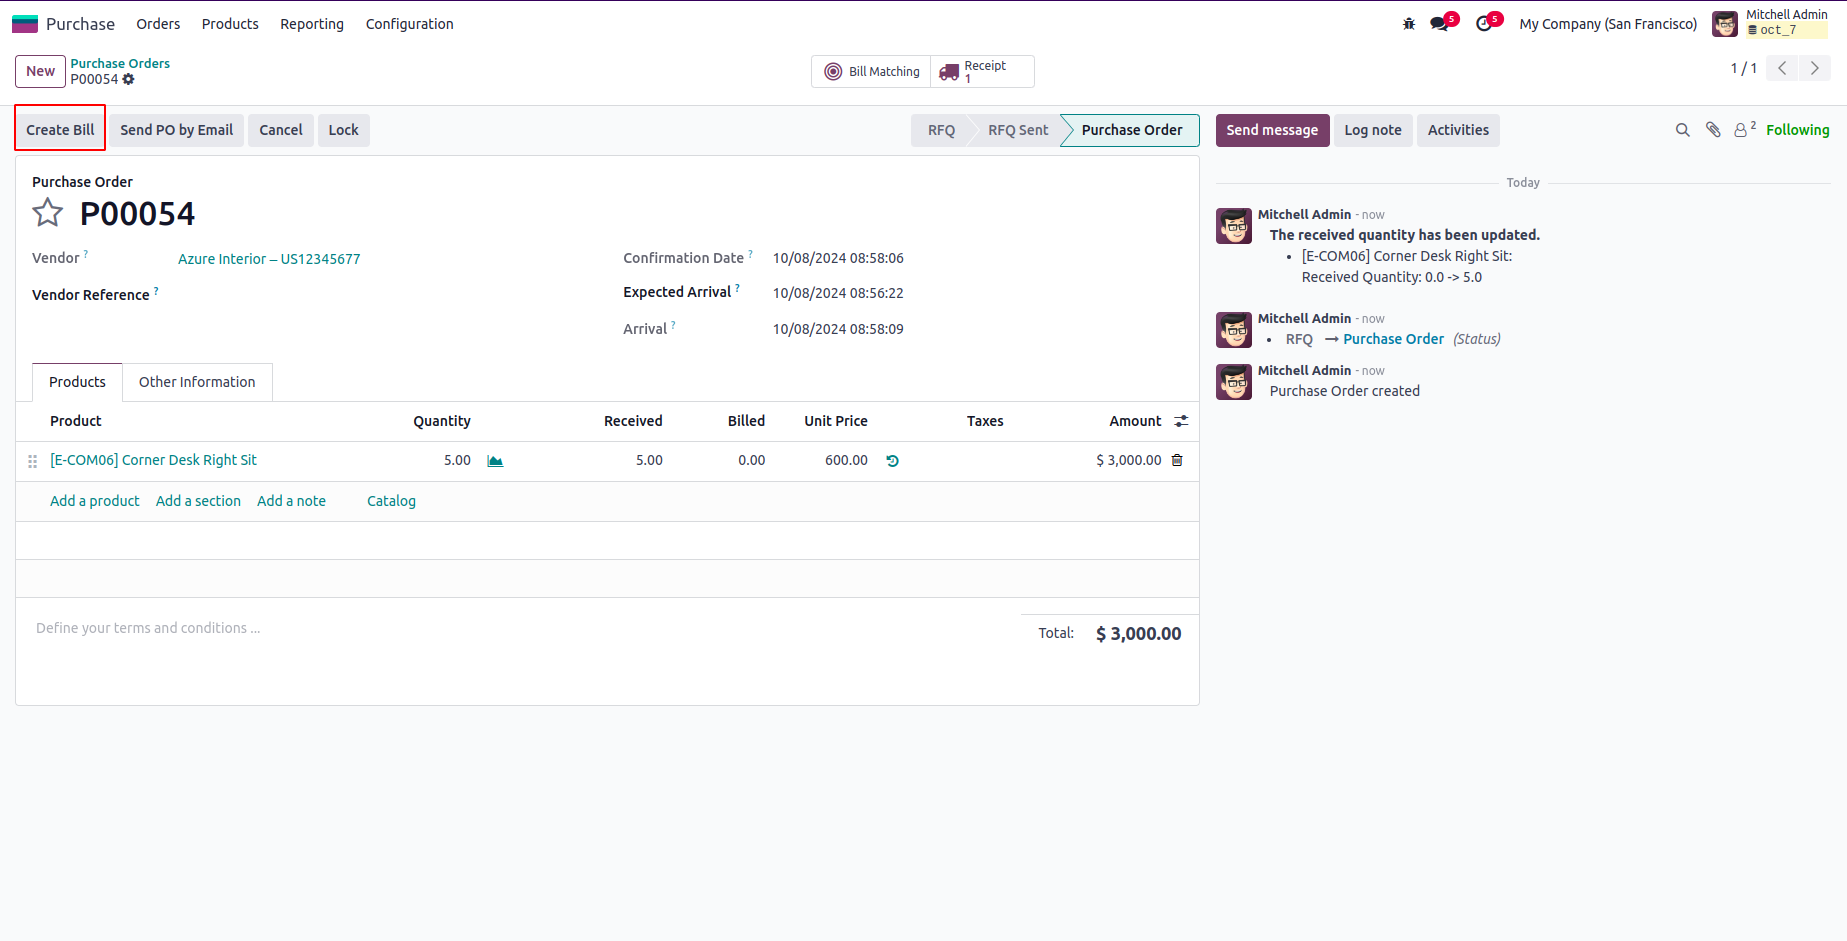 Purchase Orders Products Reporting Configuration 5 5 My Company (San Francisco) Mitchell Admin
oct_7
New Purchase Orders
P00054
Bill Matching Receipt
1
1 / 1
Create Bill Send PO by Email Cancel Lock RFQ RFQ Sent Purchase Order
Send message Log note Activities 2 Following
Purchase Order
P00054
Vendor ? Azure Interior – US12345677
Vendor Reference ?
Confirmation Date ? 10/08/2024 08:58:06
Expected Arrival ? 10/08/2024 08:56:22
Arrival ? 10/08/2024 08:58:09
Products Other Information
Product Quantity Received Billed Unit Price Taxes Amount
[E-COM06] Corner Desk Right Sit 5.00 5.00 0.00 600.00 $ 3,000.00
Add a product Add a section Add a note Catalog
Define your terms and conditions ...
Total: $ 3,000.00
Today
Mitchell Admin - now
The received quantity has been updated.
• [E-COM06] Corner Desk Right Sit:
Received Quantity: 0.0 -> 5.0
Mitchell Admin - now
• RFQ → Purchase Order (Status)
Mitchell Admin - now
Purchase Order created